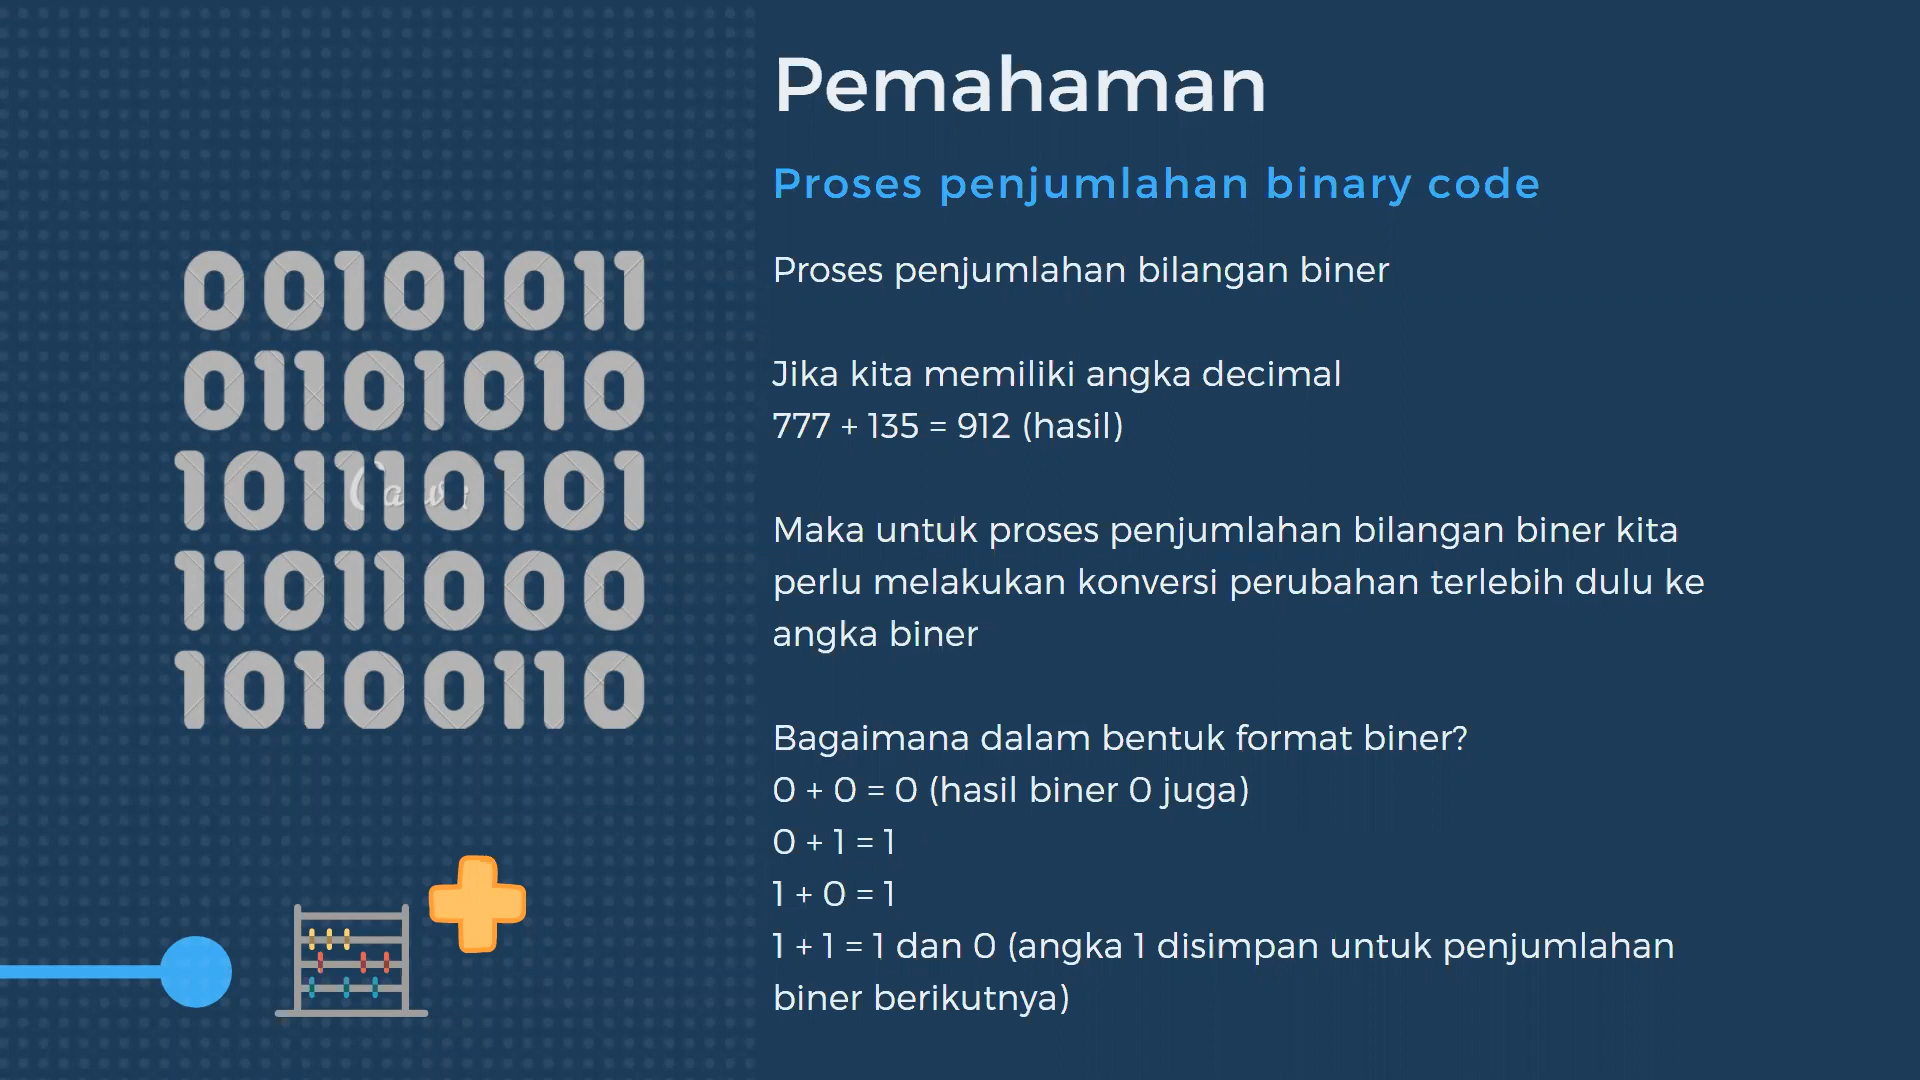 Pemahaman
Proses penjumlahan binary code
Proses penjumlahan bilangan biner
Jika kita memiliki angka decimal
777 + 135 = 912 (hasil)
Maka untuk proses penjumlahan bilangan biner kita
perlu melakukan konversi perubahan terlebih dulu ke
angka biner
Bagaimana dalam bentuk format biner?
0 + 0 = 0 (hasil biner 0 juga)
0 + 1 = 1
1 + 0 = 1
1 + 1 = 1 dan 0 (angka 1 disimpan untuk penjumlahan
biner berikutnya)
00101011
01101010
1011110101
11011000
10100110
Canva